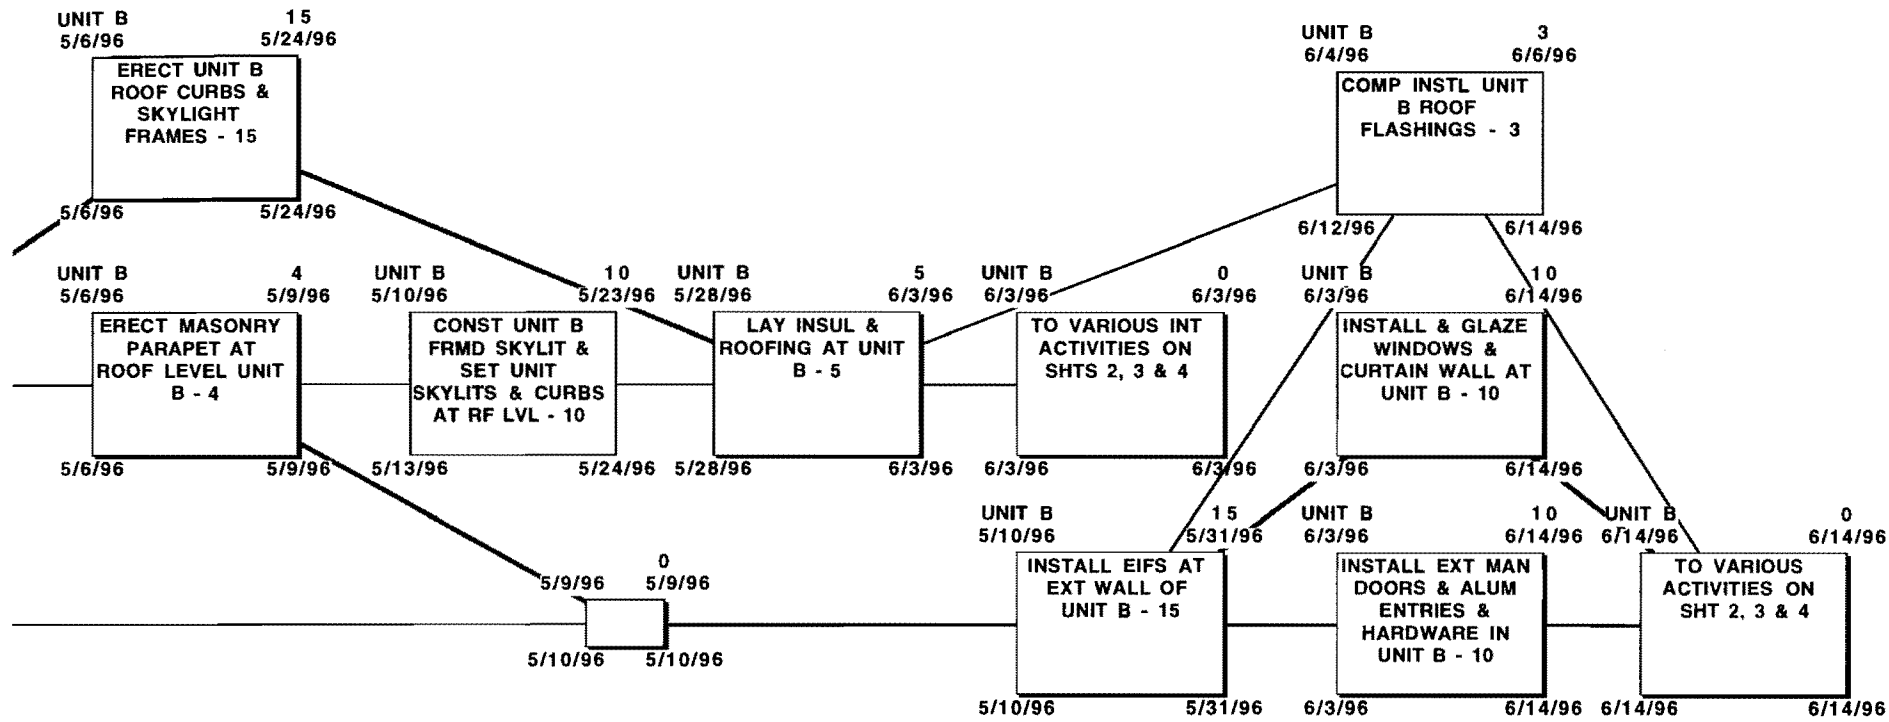 UNIT B 15
5/6/96 5/24/96
ERECT UNIT B
ROOF CURBS &
SKYLIGHT
FRAMES - 15
5/6/96 5/24/96
UNIT B 3
6/4/96 6/6/96
COMP INSTL UNIT
B ROOF
FLASHINGS - 3
6/12/96 6/14/96
UNIT B 4
5/6/96 5/9/96
ERECT MASONRY
PARAPET AT
ROOF LEVEL UNIT
B - 4
5/6/96 5/9/96
UNIT B 10
5/10/96 5/23/96
CONST UNIT B
FRMD SKYLIT &
SET UNIT
SKYLITS & CURBS
AT RF LVL - 10
5/13/96 5/24/96
UNIT B 5
5/28/96 6/3/96
LAY INSUL &
ROOFING AT UNIT
B - 5
5/28/96 6/3/96
UNIT B 0
6/3/96 6/3/96
TO VARIOUS INT
ACTIVITIES ON
SHTS 2, 3 & 4
6/3/96 6/3/96
UNIT B 10
6/3/96 6/14/96
INSTALL & GLAZE
WINDOWS &
CURTAIN WALL AT
UNIT B - 10
6/3/96 6/14/96
0
5/9/96 5/9/96
5/10/96 5/10/96
UNIT B 15
5/10/96 5/31/96
INSTALL EIFS AT
EXT WALL OF
UNIT B - 15
5/10/96 5/31/96
UNIT B 10
6/3/96 6/14/96
INSTALL EXT MAN
DOORS & ALUM
ENTRIES &
HARDWARE IN
UNIT B - 10
6/3/96 6/14/96
UNIT B 0
6/14/96 6/14/96
TO VARIOUS
ACTIVITIES ON
SHT 2, 3 & 4
6/14/96 6/14/96